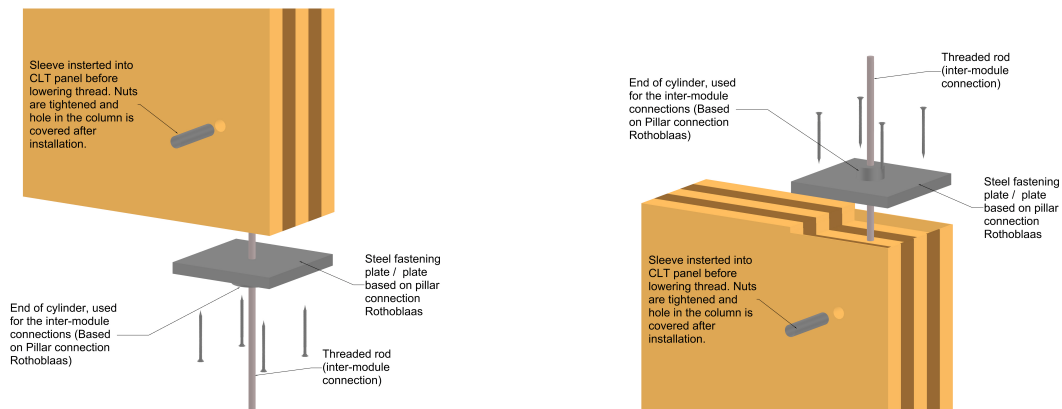 Sleeve insterted into
CLT panel before
lowering thread. Nuts
are tightened and
hole in the column is
covered after
installation.
Steel fastening
plate /  plate
based on pillar
connection
Rothoblaas
End of cylinder, used
for the inter-module
connections (Based
on Pillar connection
Rothoblaas)
Threaded rod
(inter-module
connection)
Threaded rod
(inter-module
connection)
End of cylinder, used
for the inter-module
connections (Based
on Pillar connection
Rothoblaas)
Steel fastening
plate /  plate
based on pillar
connection
Rothoblaas
Sleeve insterted into
CLT panel before
lowering thread. Nuts
are tightened and
hole in the column is
covered after
installation.